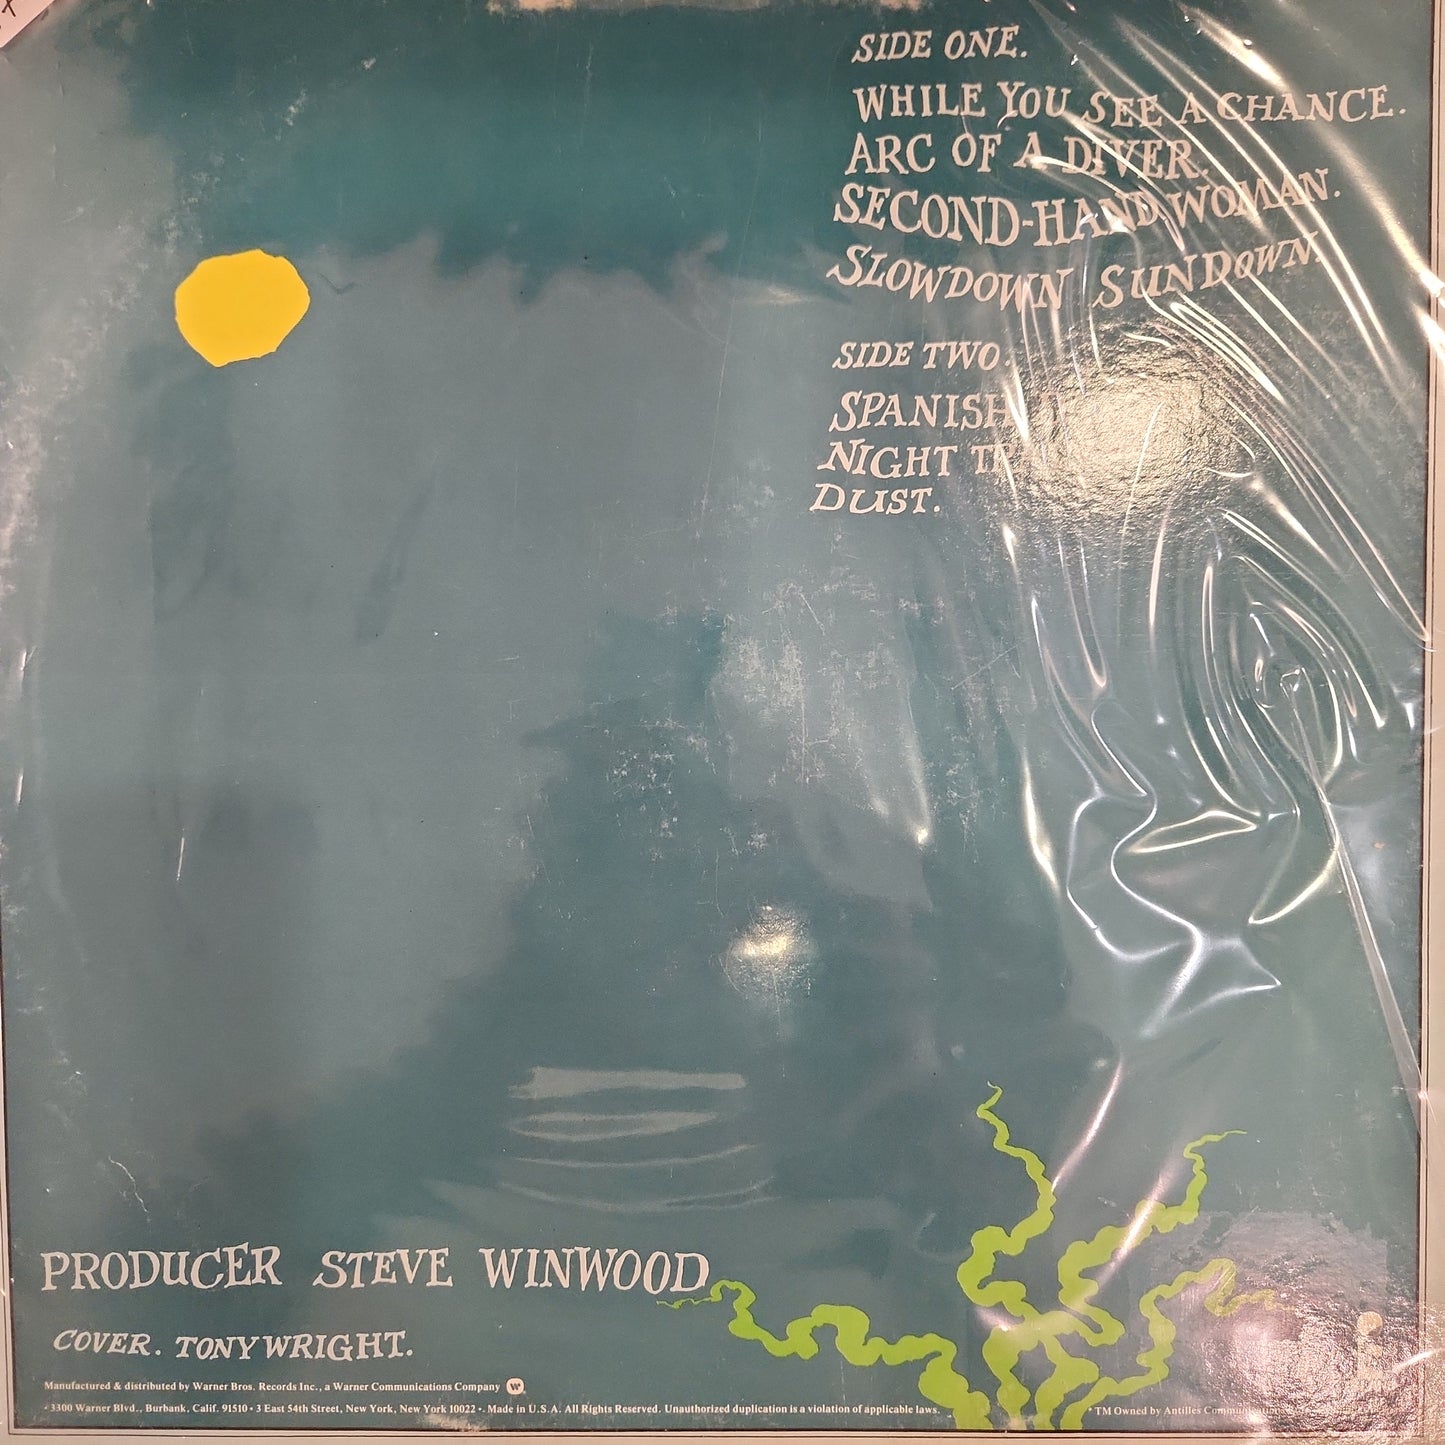 SIDE ONE.
WHILE YOU SEE A CHANCE.
ARC OF A DIVER.
SECOND-HAND WOMAN.
SLOWDOWN SUNDOWN.
SIDE TWO.
SPANISH
NIGHT
DUST.
PRODUCER STEVE WINWOOD
COVER. TONY WRIGHT.
Manufactured & distributed by Warner Bros. Records Inc., a Warner Communications Company
• 3300 Warner Blvd., Burbank, Calif. 91510 • 3 East 54th Street, New York, New York 10022 •. Made in U.S.A. All Rights Reserved. Unauthorized duplication is a violation of applicable laws.
* TM Owned by Antilles